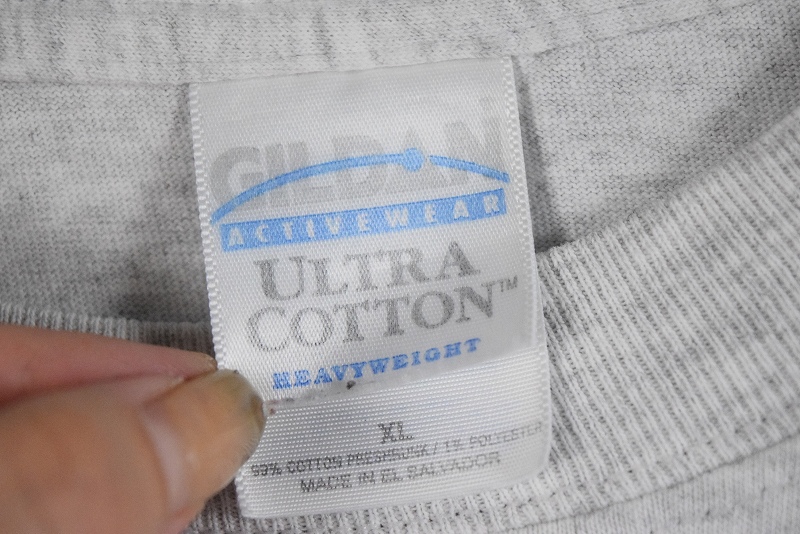 GILDAN
ACTIVEWEAR
ULTRA
COTTON™
HEAVYWEIGHT
XL
99% COTTON PRESHRUNK / 1% POLYESTER
MADE IN EL SALVADOR